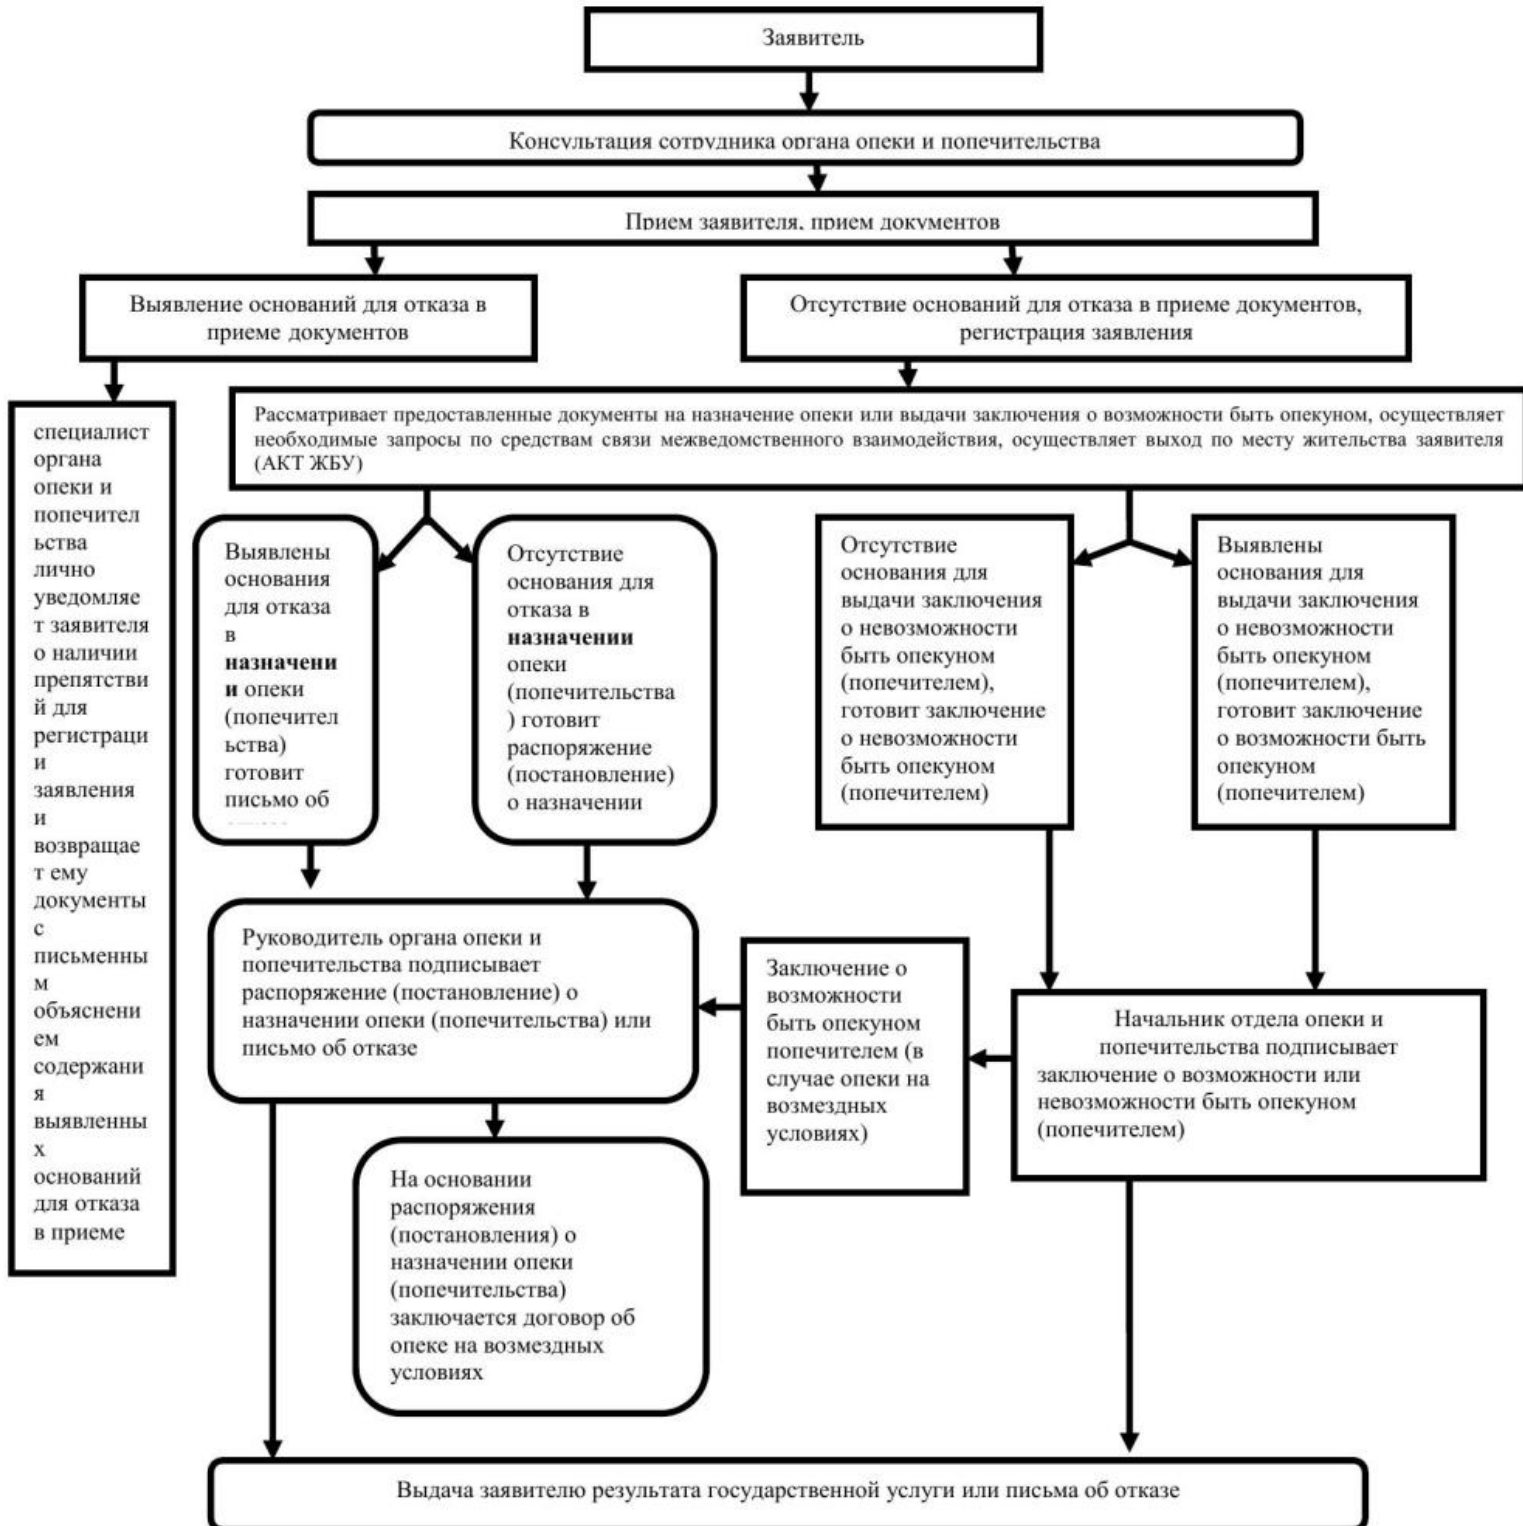 Заявитель
Консультация сотрудника органа опеки и попечительства
Прием заявителя, прием документов
Выявление оснований для отказа в
приеме документов
Отсутствие оснований для отказа в приеме документов,
регистрация заявления
специалист
органа
опеки и
попечител
ьства
лично
уведомляе
т заявителя
о наличии
препятстви
й для
регистраци
и
заявления
и
возвращае
т ему
документы
с
письменны
м
объяснени
ем
содержани
я
выявленны
х
оснований
для отказа
в приеме
Рассматривает предоставленные документы на назначение опеки или выдачи заключения о возможности быть опекуном, осуществляет
необходимые запросы по средствам связи межведомственного взаимодействия, осуществляет выход по месту жительства заявителя
(АКТ ЖБУ)
Выявлены
основания
для отказа
в
назначени
и опеки
(попечител
ьства)
готовит
письмо об
Отсутствие
основания для
отказа в
назначении
опеки
(попечительства
) готовит
распоряжение
(постановление)
о назначении
Отсутствие
основания для
выдачи заключения
о невозможности
быть опекуном
(попечителем),
готовит заключение
о невозможности
быть опекуном
(попечителем)
Выявлены
основания для
выдачи заключения
о невозможности
быть опекуном
(попечителем),
готовит заключение
о возможности быть
опекуном
(попечителем)
Руководитель органа опеки и
попечительства подписывает
распоряжение (постановление) о
назначении опеки (попечительства) или
письмо об отказе
Заключение о
возможности
быть опекуном
попечителем (в
случае опеки на
возмездных
условиях)
Начальник отдела опеки и
попечительства подписывает
заключение о возможности или
невозможности быть опекуном
(попечителем)
На основании
распоряжения
(постановления) о
назначении опеки
(попечительства)
заключается договор об
опеке на возмездных
условиях
Выдача заявителю результата государственной услуги или письма об отказе